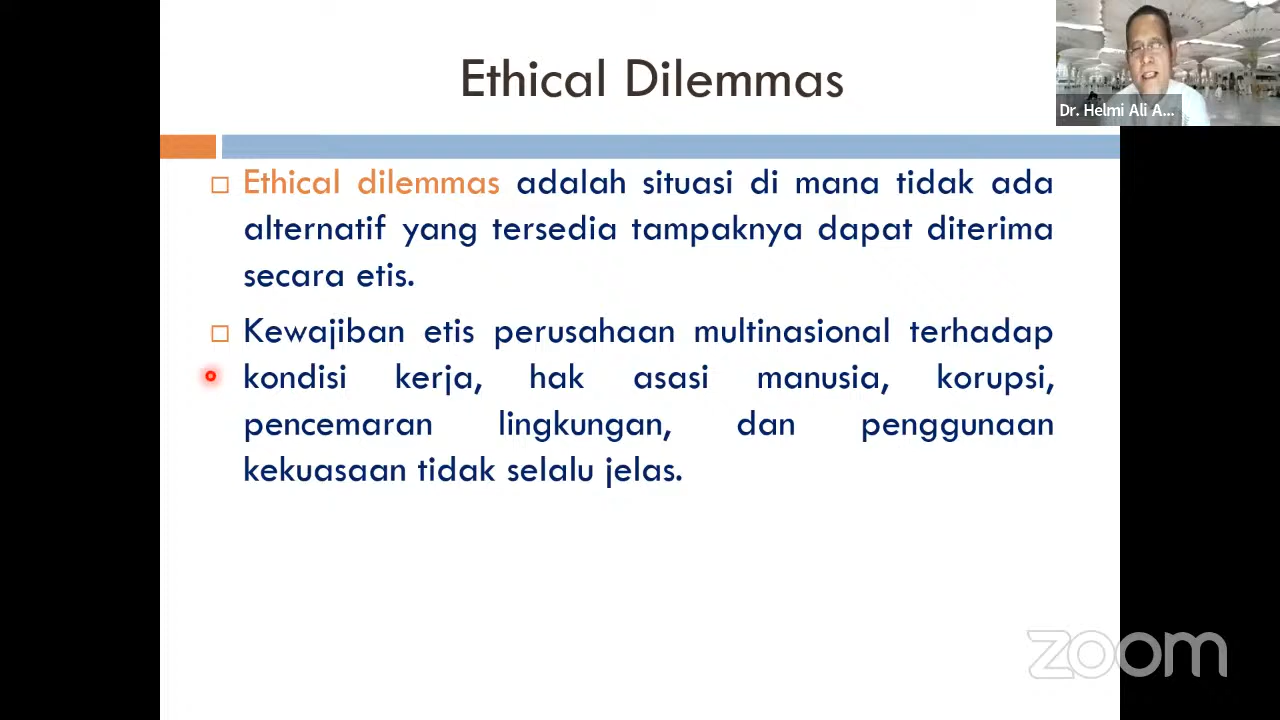 Ethical Dilemmas
Dr. Helmi Ali A...
Ethical dilemmas adalah situasi di mana tidak ada
alternatif yang tersedia tampaknya dapat diterima
secara etis.
Kewajiban etis perusahaan multinasional terhadap
kondisi kerja, hak asasi manusia, korupsi,
pencemaran lingkungan, dan penggunaan
kekuasaan tidak selalu jelas.
zoom